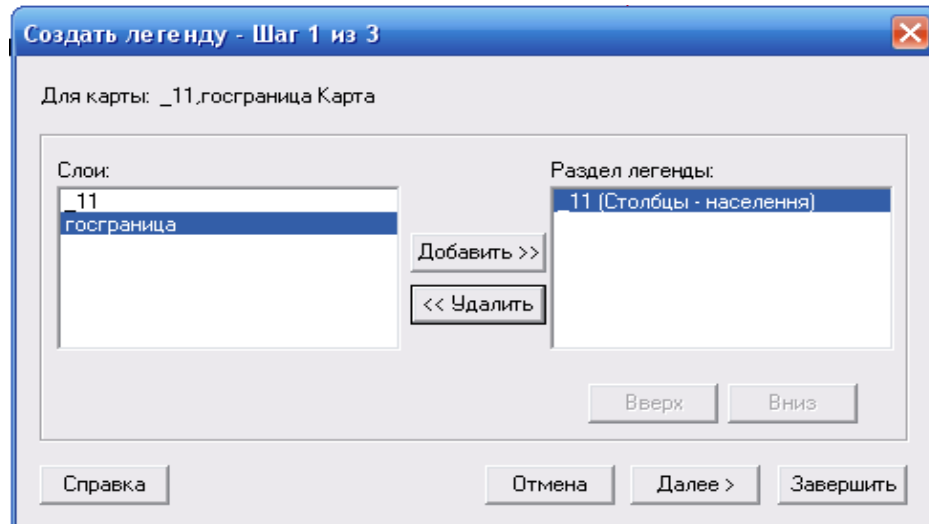 Создать легенду - Шаг 1 из 3
Для карты: _11,госграница Карта
Слои:
Раздел легенды:
_11
_11 (Столбцы - населення)
госграница
Добавить >>
<< Удалить
Вверх
Вниз
Справка
Отмена
Далее >
Завершить